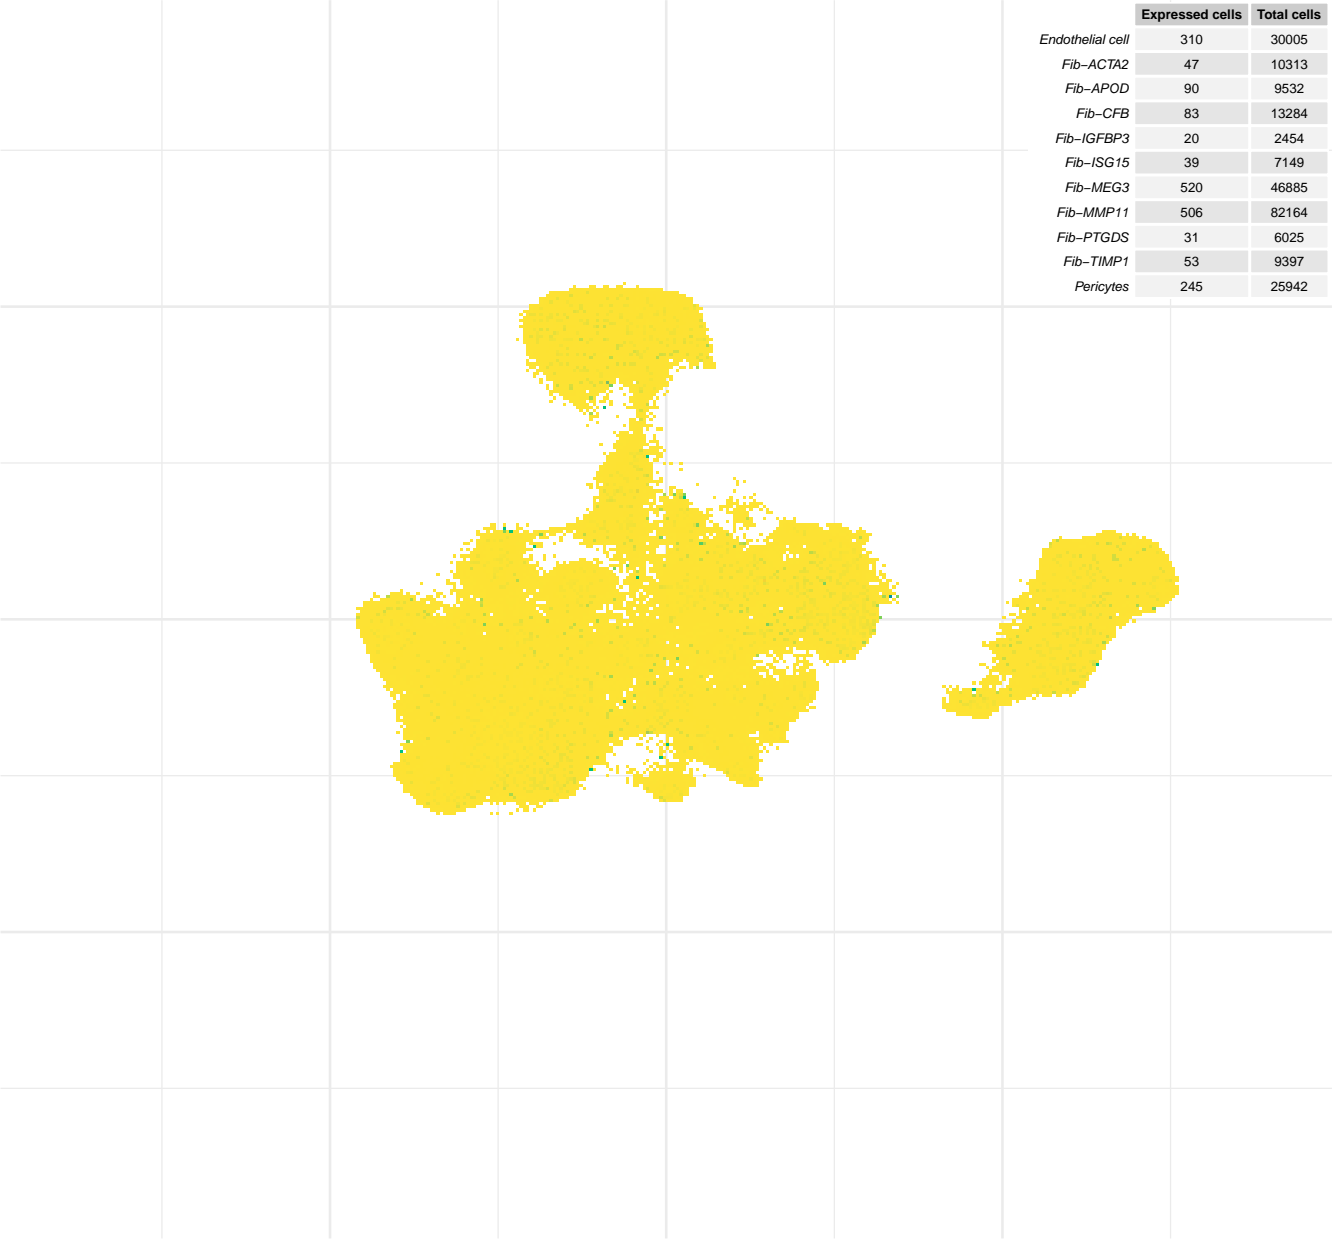 Expressed cells Total cells
Endothelial cell 310 30005
Fib−ACTA2 47 10313
Fib−APOD 90 9532
Fib−CFB 83 13284
Fib−IGFBP3 20 2454
Fib−ISG15 39 7149
Fib−MEG3 520 46885
Fib−MMP11 506 82164
Fib−PTGDS 31 6025
Fib−TIMP1 53 9397
Pericytes 245 25942